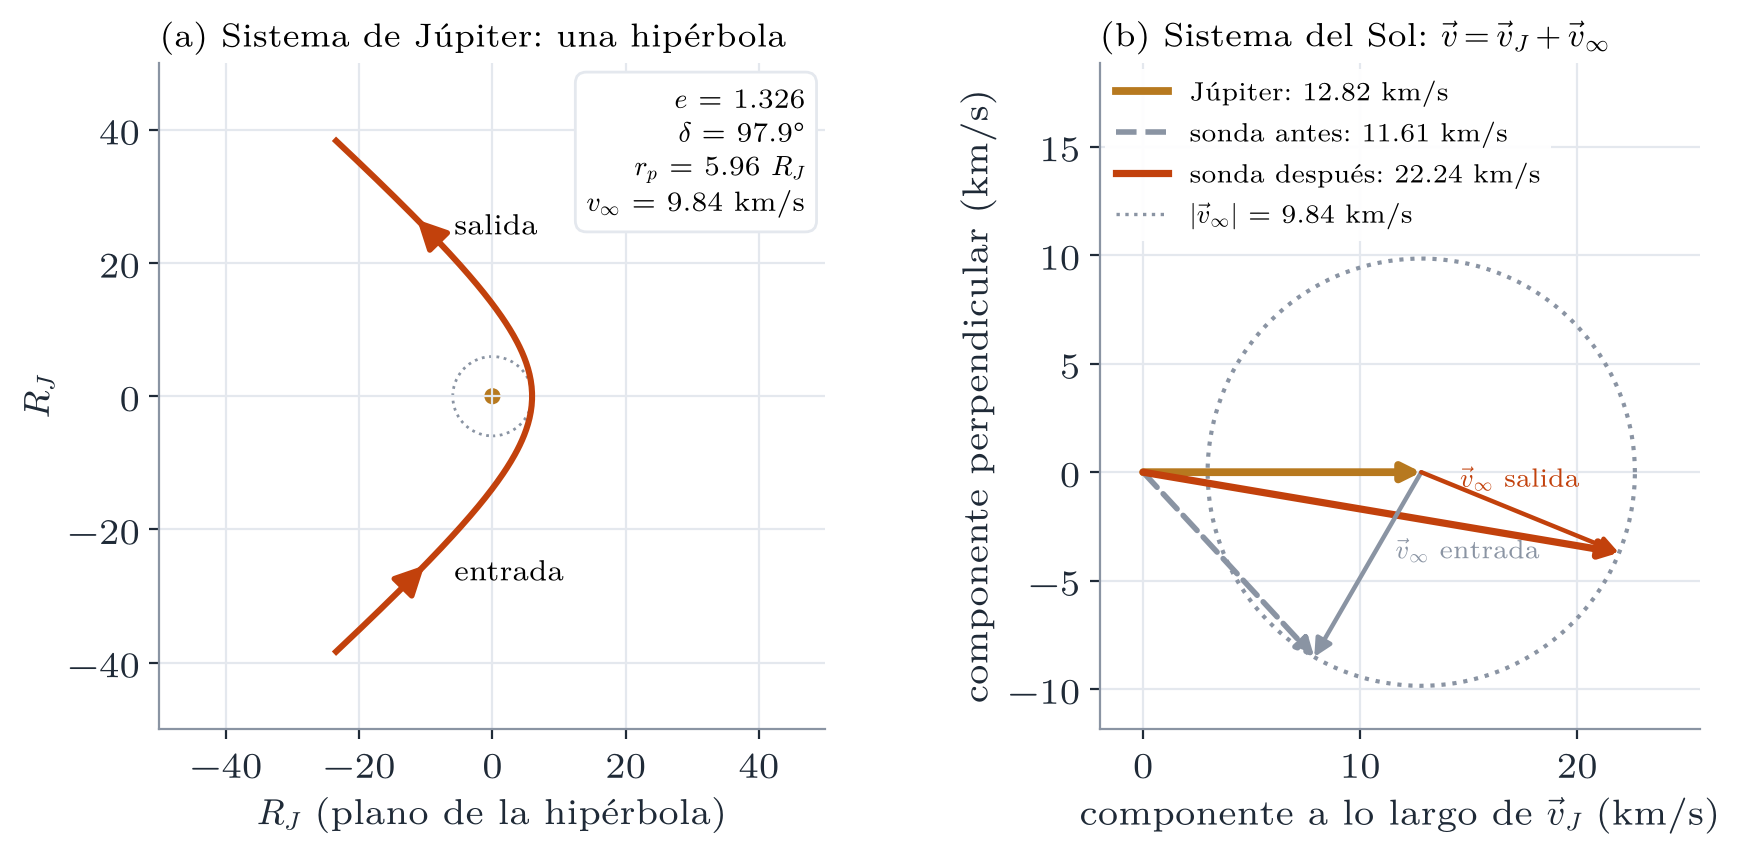 (a) Sistema de Júpiter: una hipérbola
e = 1.326
δ = 97.9°
r_p = 5.96 R_J
v_∞ = 9.84 km/s
salida
entrada
40
20
0
−20
−40
R_J
−40 −20 0 20 40
R_J (plano de la hipérbola)
(b) Sistema del Sol: v⃗ = v⃗_J + v⃗_∞
Júpiter: 12.82 km/s
sonda antes: 11.61 km/s
sonda después: 22.24 km/s
|v⃗_∞| = 9.84 km/s
v⃗_∞ salida
v⃗_∞ entrada
15
10
5
0
−5
−10
componente perpendicular (km/s)
0 10 20
componente a lo largo de v⃗_J (km/s)